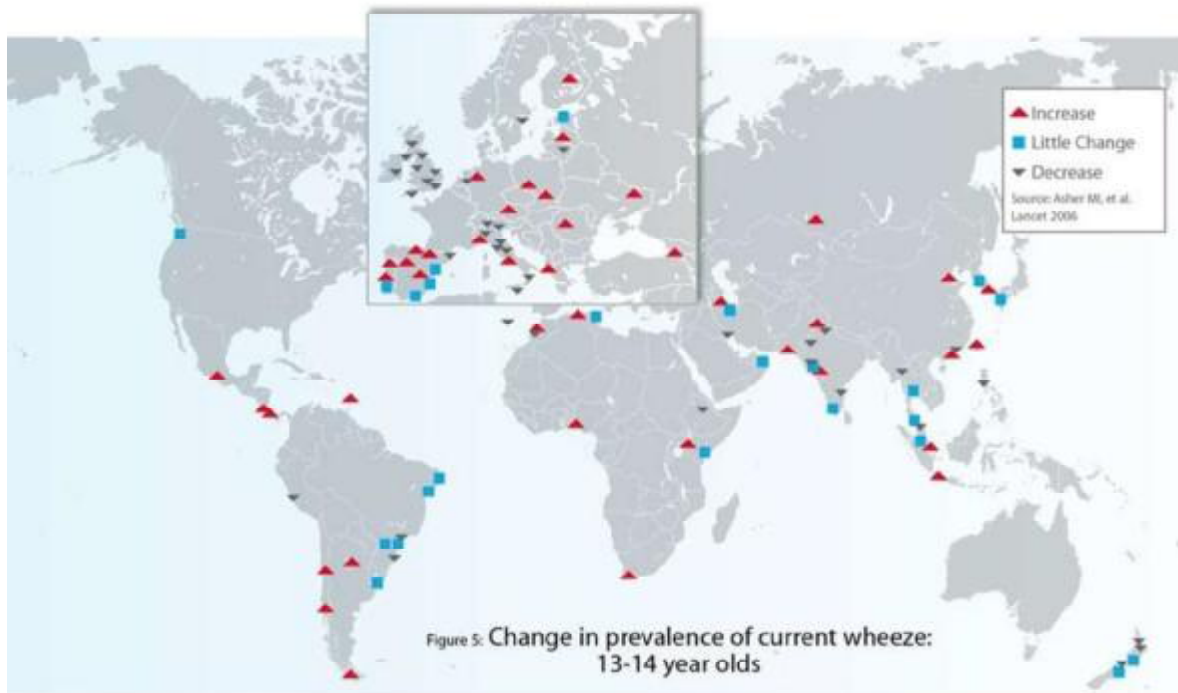 Increase
Little Change
Decrease
Source: Asher MI, et al.
Lancet 2006
Figure 5: Change in prevalence of current wheeze:
13-14 year olds